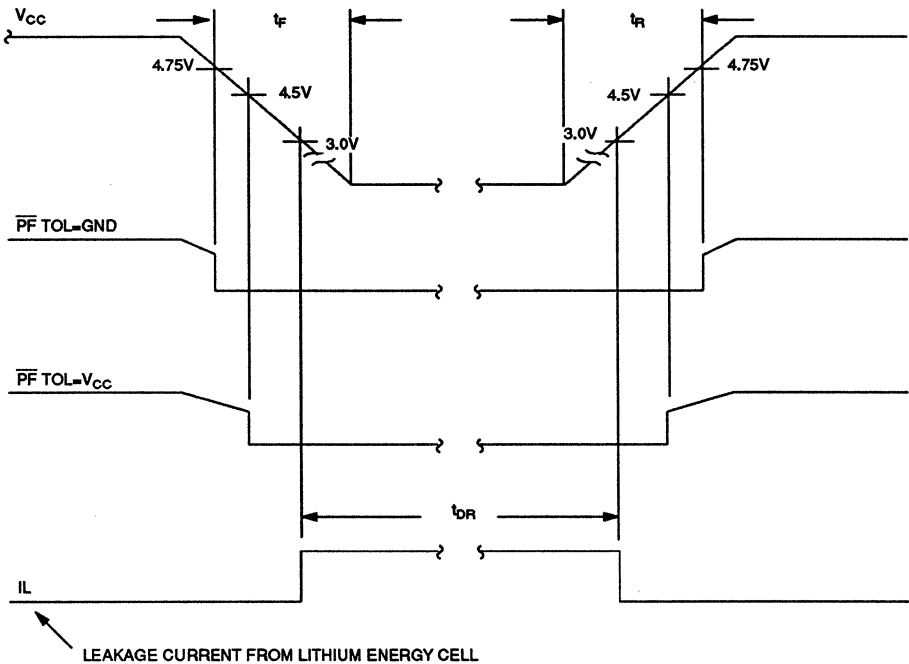 VCC
tF
tR
4.75V
4.75V
4.5V
4.5V
3.0V
3.0V
PF TOL=GND
PF TOL=VCC
tDR
IL
LEAKAGE CURRENT FROM LITHIUM ENERGY CELL